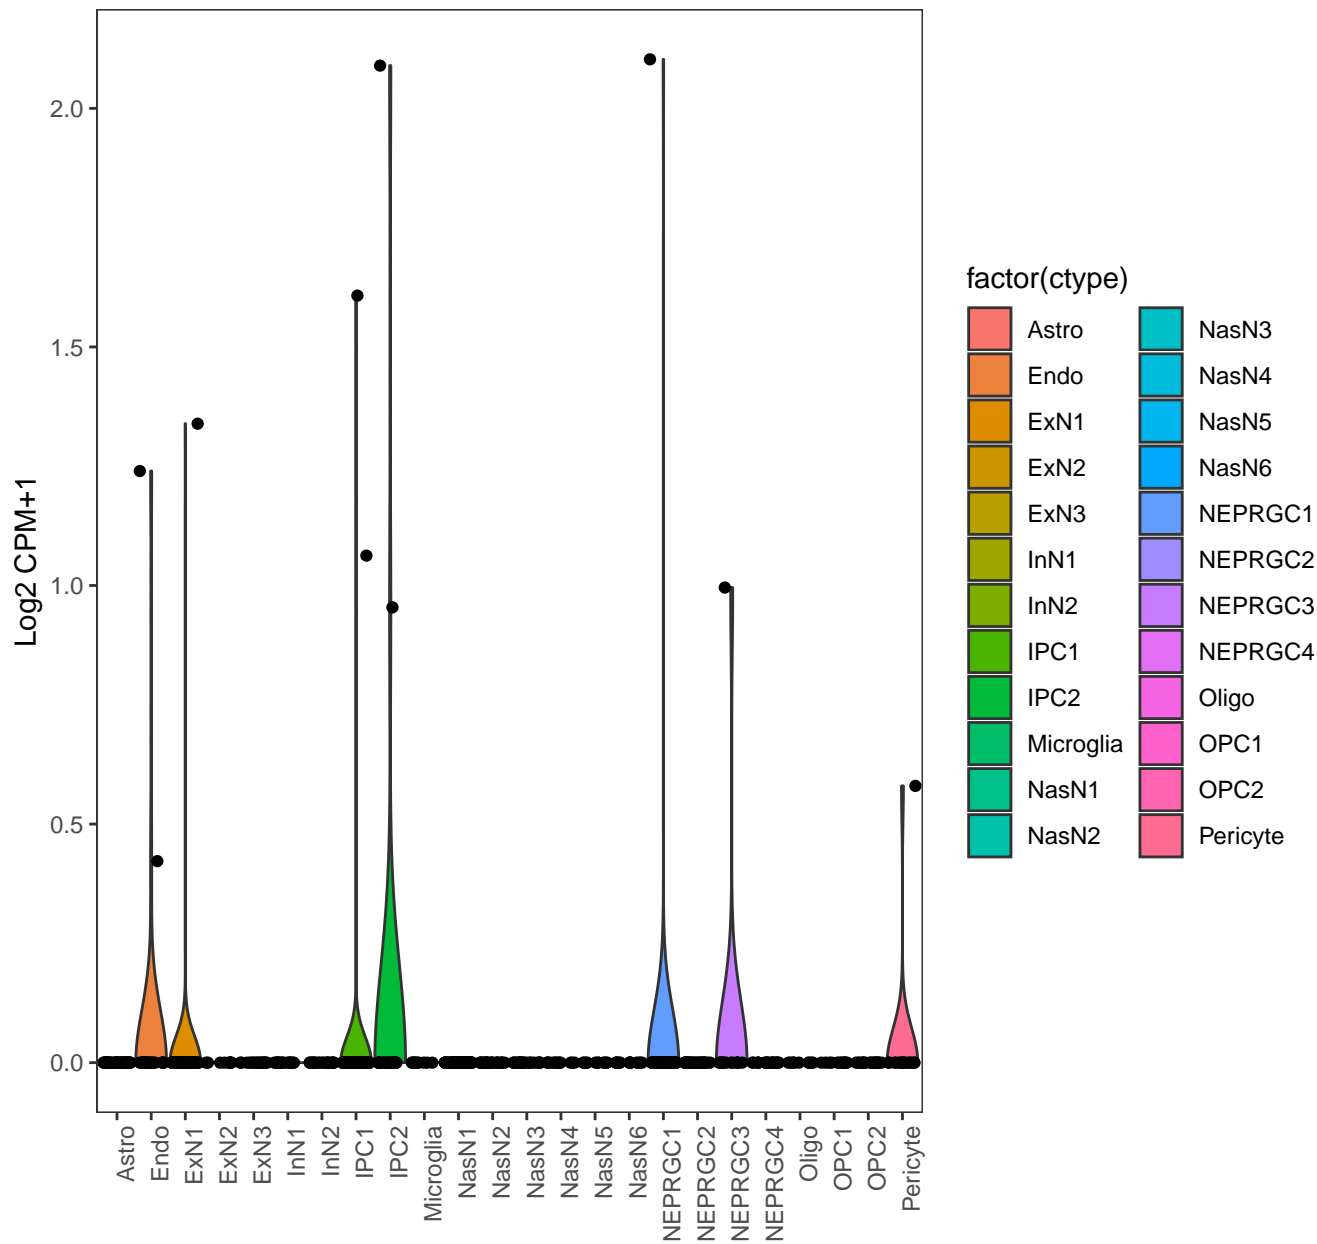 2.0
1.5
1.0
0.5
0.0
Log2 CPM+1
Astro
Endo
ExN1
ExN2
ExN3
InN1
InN2
IPC1
IPC2
Microglia
NasN1
NasN2
NasN3
NasN4
NasN5
NasN6
NEPRGC1
NEPRGC2
NEPRGC3
NEPRGC4
Oligo
OPC1
OPC2
Pericyte
factor(ctype)
Astro
Endo
ExN1
ExN2
ExN3
InN1
InN2
IPC1
IPC2
Microglia
NasN1
NasN2
NasN3
NasN4
NasN5
NasN6
NEPRGC1
NEPRGC2
NEPRGC3
NEPRGC4
Oligo
OPC1
OPC2
Pericyte